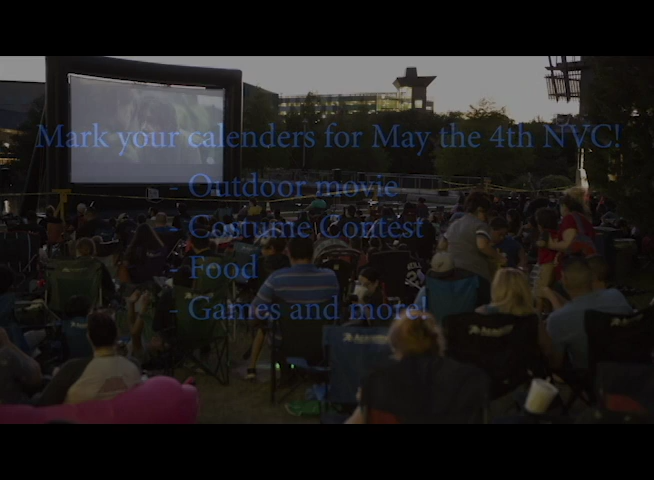 Mark your calenders for May the 4th NVC!
- Outdoor movie
- Costume Contest
- Food
- Games and more!